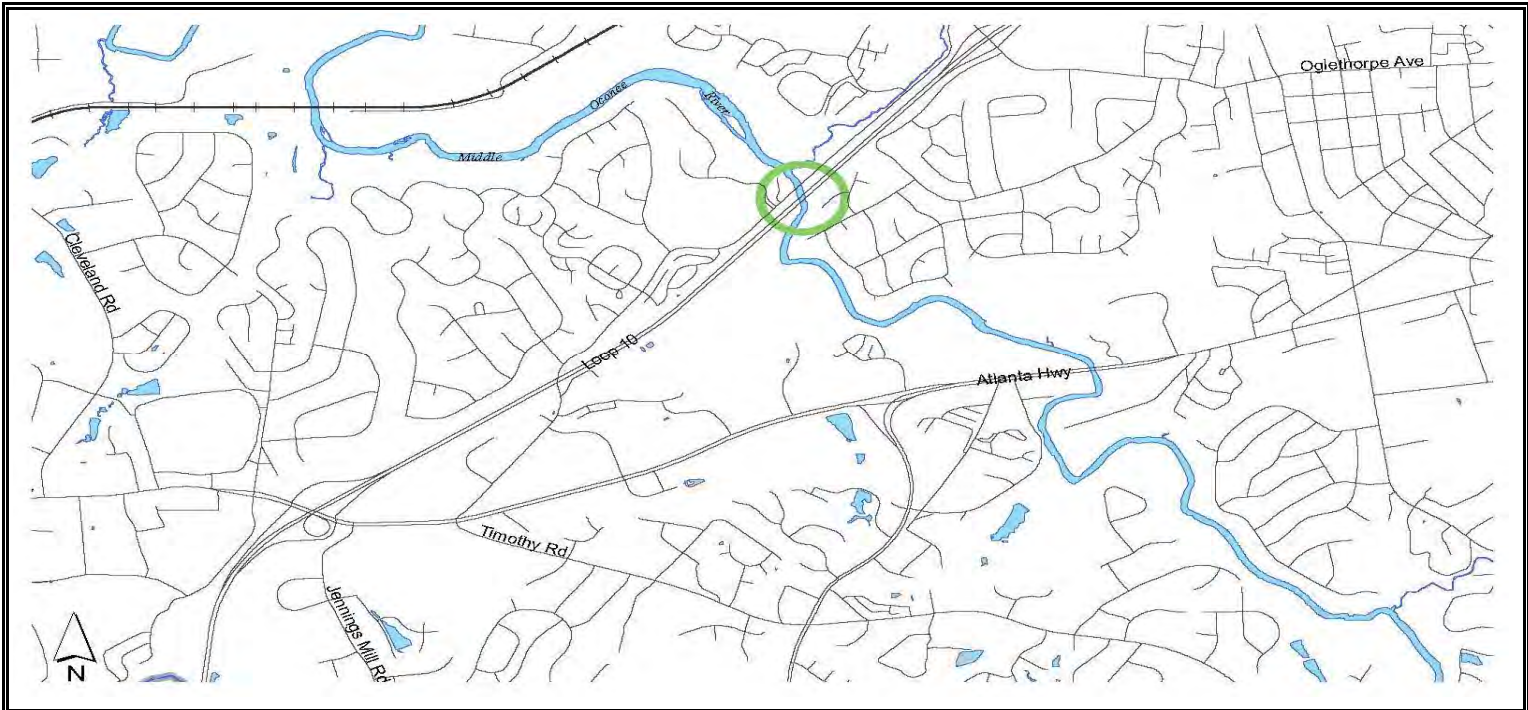 Oglethorpe Ave
Oconee
River
Middle
Cleveland Rd
Loop 10
Atlanta Hwy
Timothy Rd
Jennings Mill Rd
N